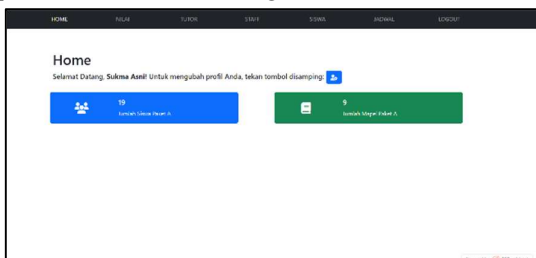 HOME NILAI TUTOR STAFF SISWA JADWAL LOGOUT
Home
Selamat Datang, Sukma Asni! Untuk mengubah profil Anda, tekan tombol disamping:
19
Jumlah Siswa Paket A
9
Jumlah Mapel Paket A